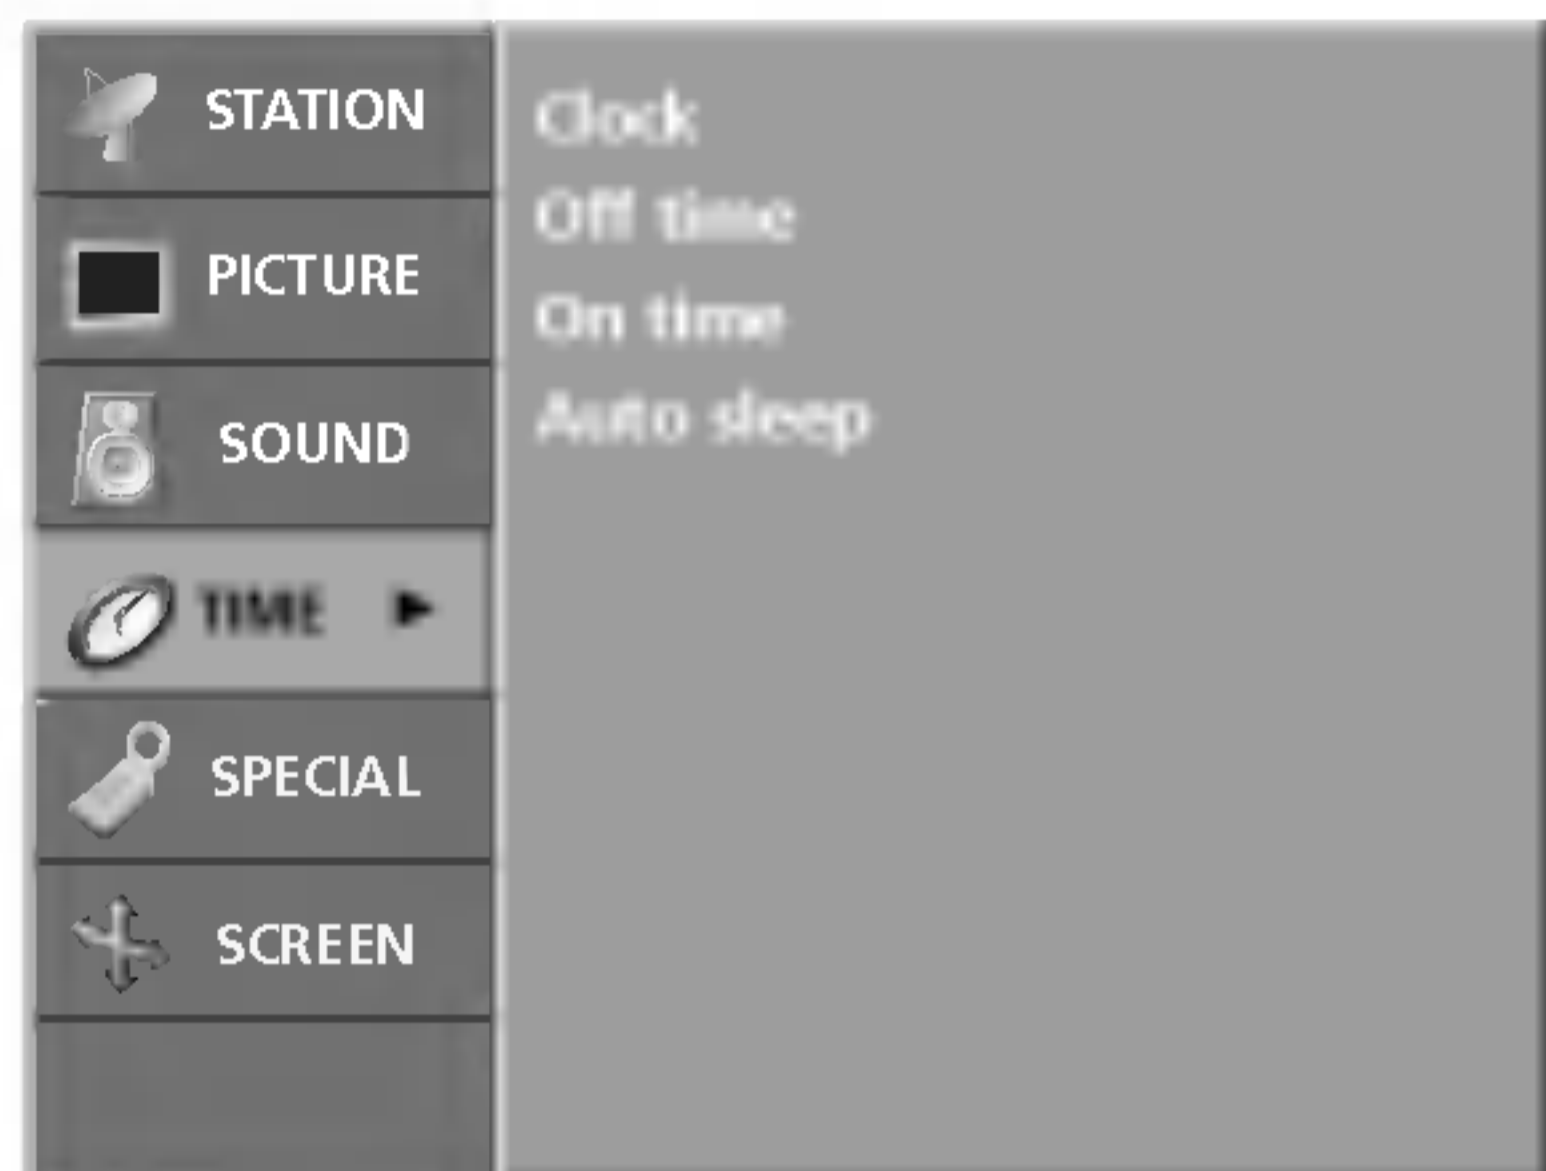 STATION
PICTURE
SOUND
TIME ►
SPECIAL
SCREEN
Clock
Off time
On time
Auto sleep